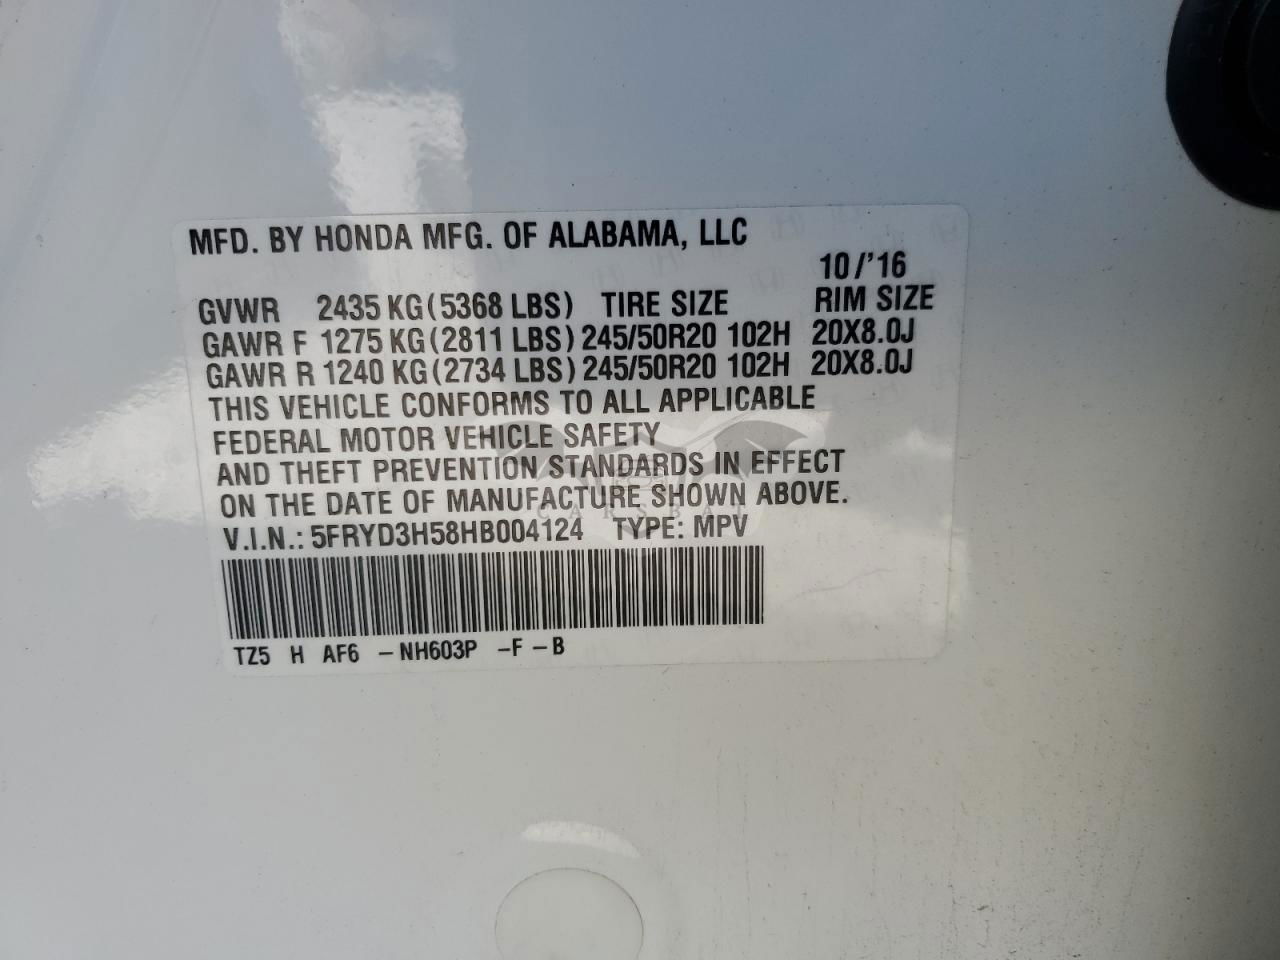 MFD. BY HONDA MFG. OF ALABAMA, LLC
10/'16
GVWR 2435 KG (5368 LBS) TIRE SIZE RIM SIZE
GAWR F 1275 KG (2811 LBS) 245/50R20 102H 20X8.0J
GAWR R 1240 KG (2734 LBS) 245/50R20 102H 20X8.0J
THIS VEHICLE CONFORMS TO ALL APPLICABLE
FEDERAL MOTOR VEHICLE SAFETY
AND THEFT PREVENTION STANDARDS IN EFFECT
ON THE DATE OF MANUFACTURE SHOWN ABOVE.
CARSBAT
V.I.N.: 5FRYD3H58HB004124 TYPE: MPV
TZ5 H AF6 -NH603P -F-B